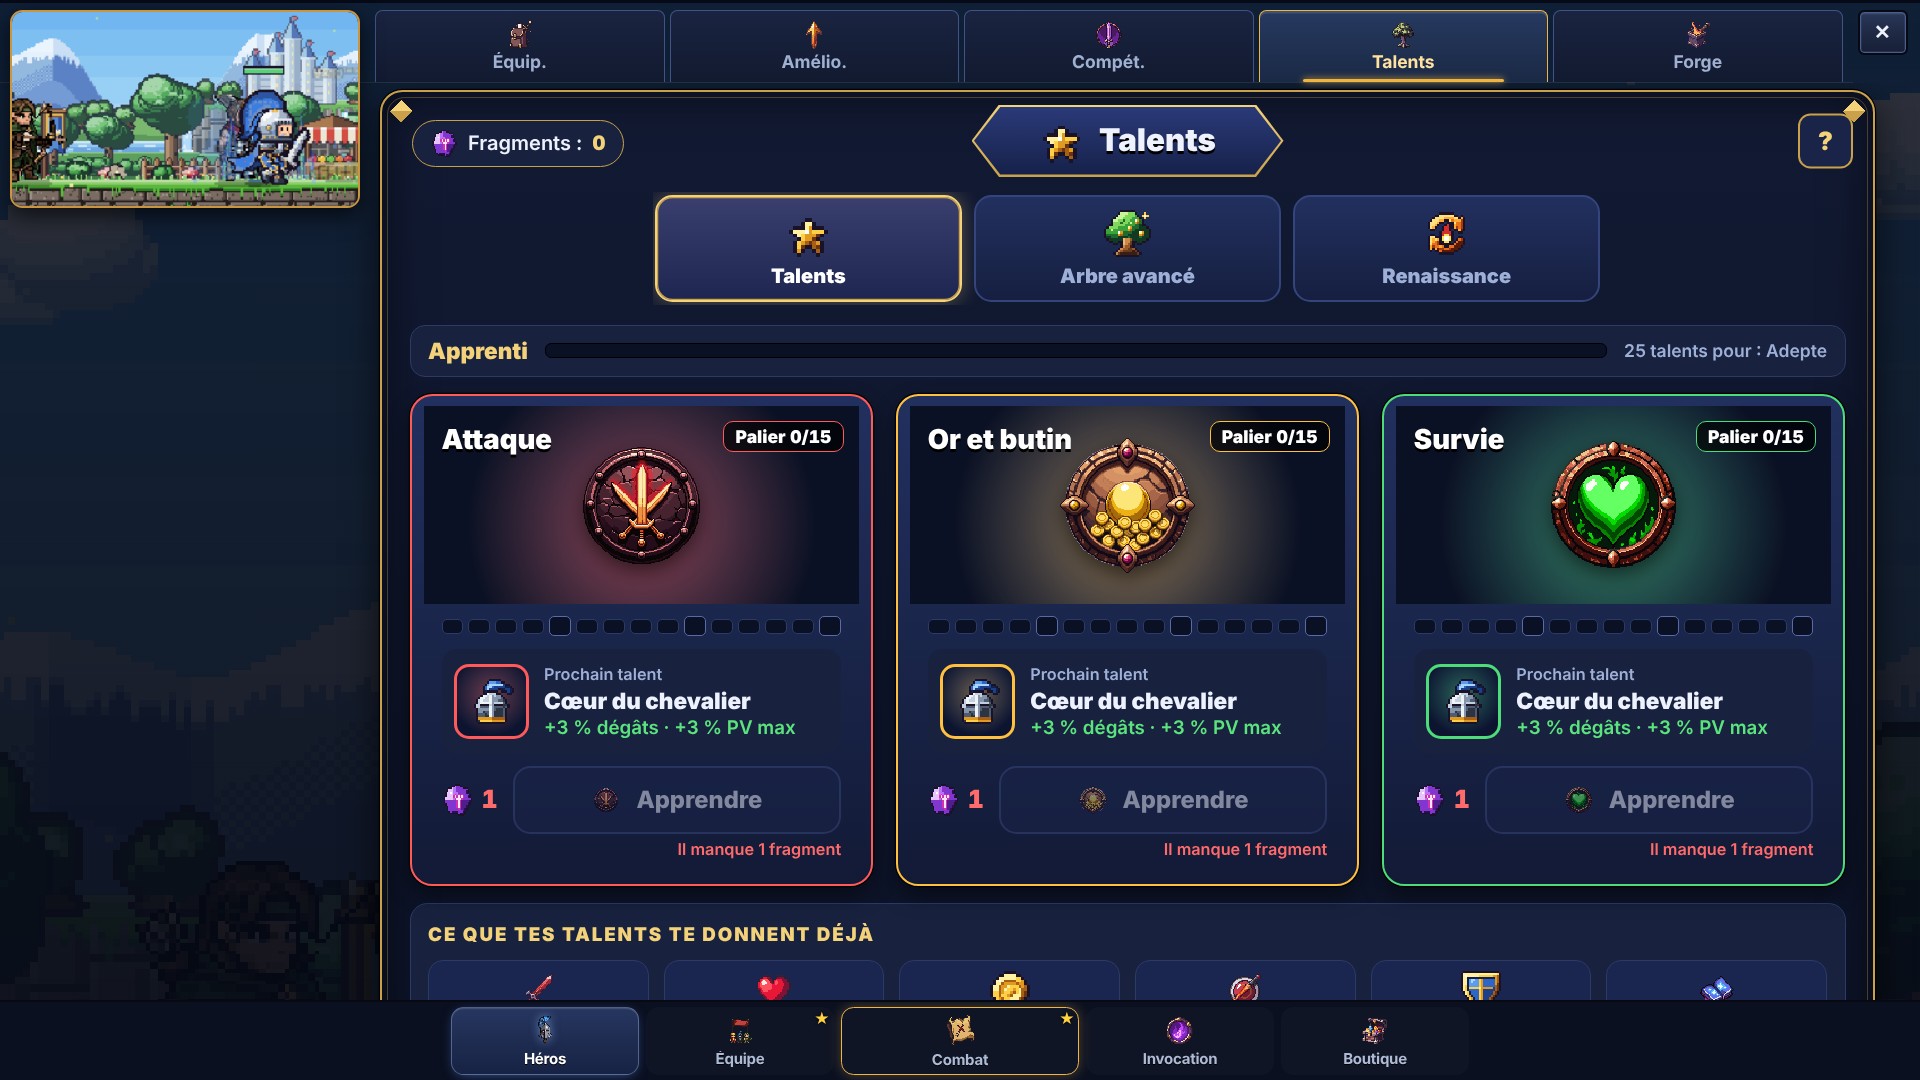 Équip.
Amélio.
Compét.
Talents
Forge
✕
Fragments : 0
Talents
?
Talents
Arbre avancé
Renaissance
Apprenti
25 talents pour : Adepte
Attaque
Palier 0/15
Prochain talent
Cœur du chevalier
+3 % dégâts · +3 % PV max
1
Apprendre
Il manque 1 fragment
Or et butin
Palier 0/15
Prochain talent
Cœur du chevalier
+3 % dégâts · +3 % PV max
1
Apprendre
Il manque 1 fragment
Survie
Palier 0/15
Prochain talent
Cœur du chevalier
+3 % dégâts · +3 % PV max
1
Apprendre
Il manque 1 fragment
CE QUE TES TALENTS TE DONNENT DÉJÀ
Héros
Équipe
Combat
Invocation
Boutique